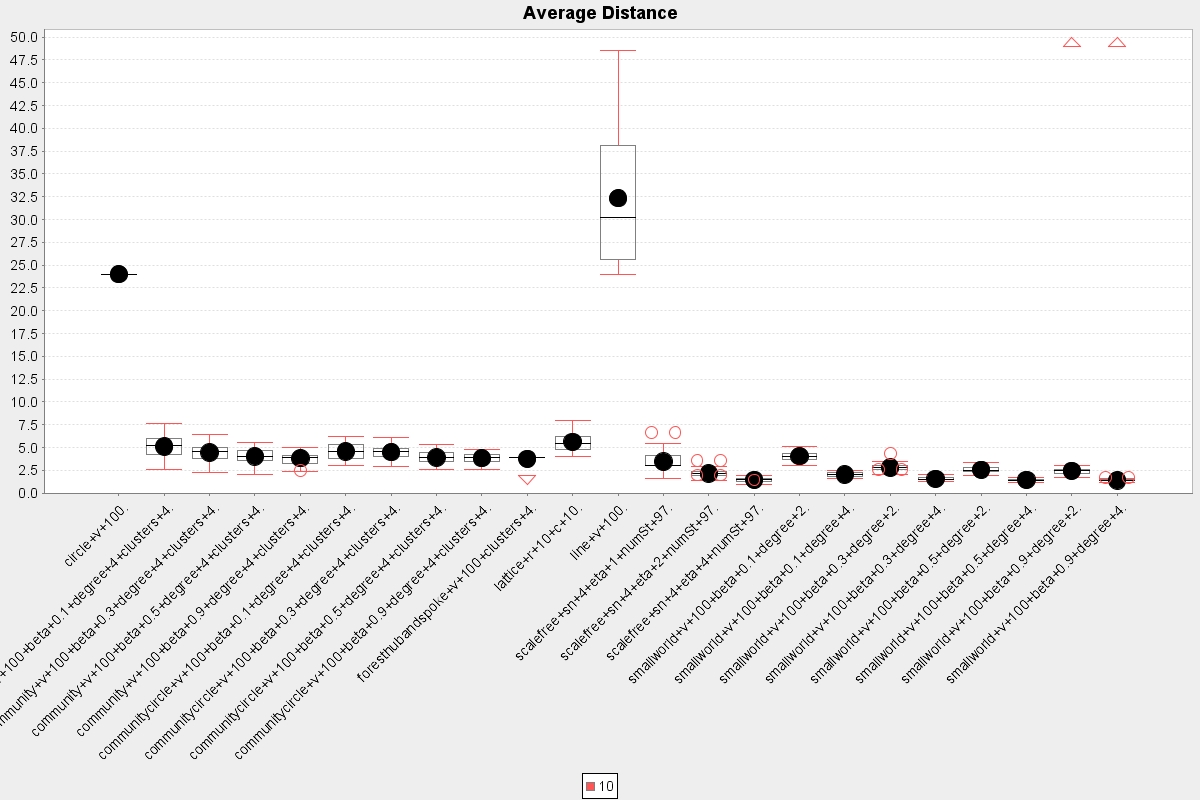 Average Distance
50.0
47.5
45.0
42.5
40.0
37.5
35.0
32.5
30.0
27.5
25.0
22.5
20.0
17.5
15.0
12.5
10.0
7.5
5.0
2.5
0.0
circle+v+100.
+100+beta+0.1+degree+4+clusters+4.
mmunity+v+100+beta+0.3+degree+4+clusters+4.
community+v+100+beta+0.5+degree+4+clusters+4.
community+v+100+beta+0.9+degree+4+clusters+4.
communitycircle+v+100+beta+0.1+degree+4+clusters+4.
communitycircle+v+100+beta+0.3+degree+4+clusters+4.
communitycircle+v+100+beta+0.5+degree+4+clusters+4.
communitycircle+v+100+beta+0.9+degree+4+clusters+4.
foresthubandspoke+v+100+clusters+4.
lattice+r+10+c+10.
line+v+100.
scalefree+sn+4+eta+1+numSt+97.
scalefree+sn+4+eta+2+numSt+97.
scalefree+sn+4+eta+4+numSt+97.
smallworld+v+100+beta+0.1+degree+2.
smallworld+v+100+beta+0.1+degree+4.
smallworld+v+100+beta+0.3+degree+2.
smallworld+v+100+beta+0.3+degree+4.
smallworld+v+100+beta+0.5+degree+2.
smallworld+v+100+beta+0.5+degree+4.
smallworld+v+100+beta+0.9+degree+2.
smallworld+v+100+beta+0.9+degree+4.
10